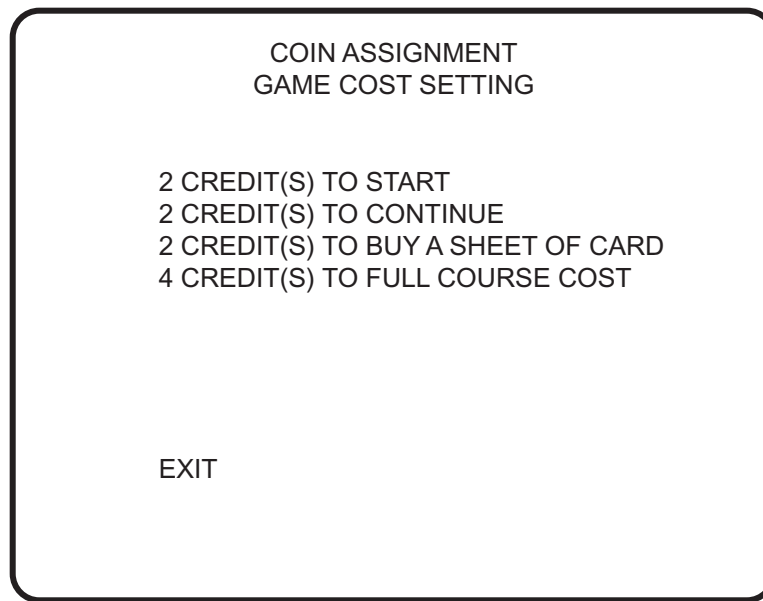 COIN ASSIGNMENT
GAME COST SETTING
2 CREDIT(S) TO START
2 CREDIT(S) TO CONTINUE
2 CREDIT(S) TO BUY A SHEET OF CARD
4 CREDIT(S) TO FULL COURSE COST
EXIT